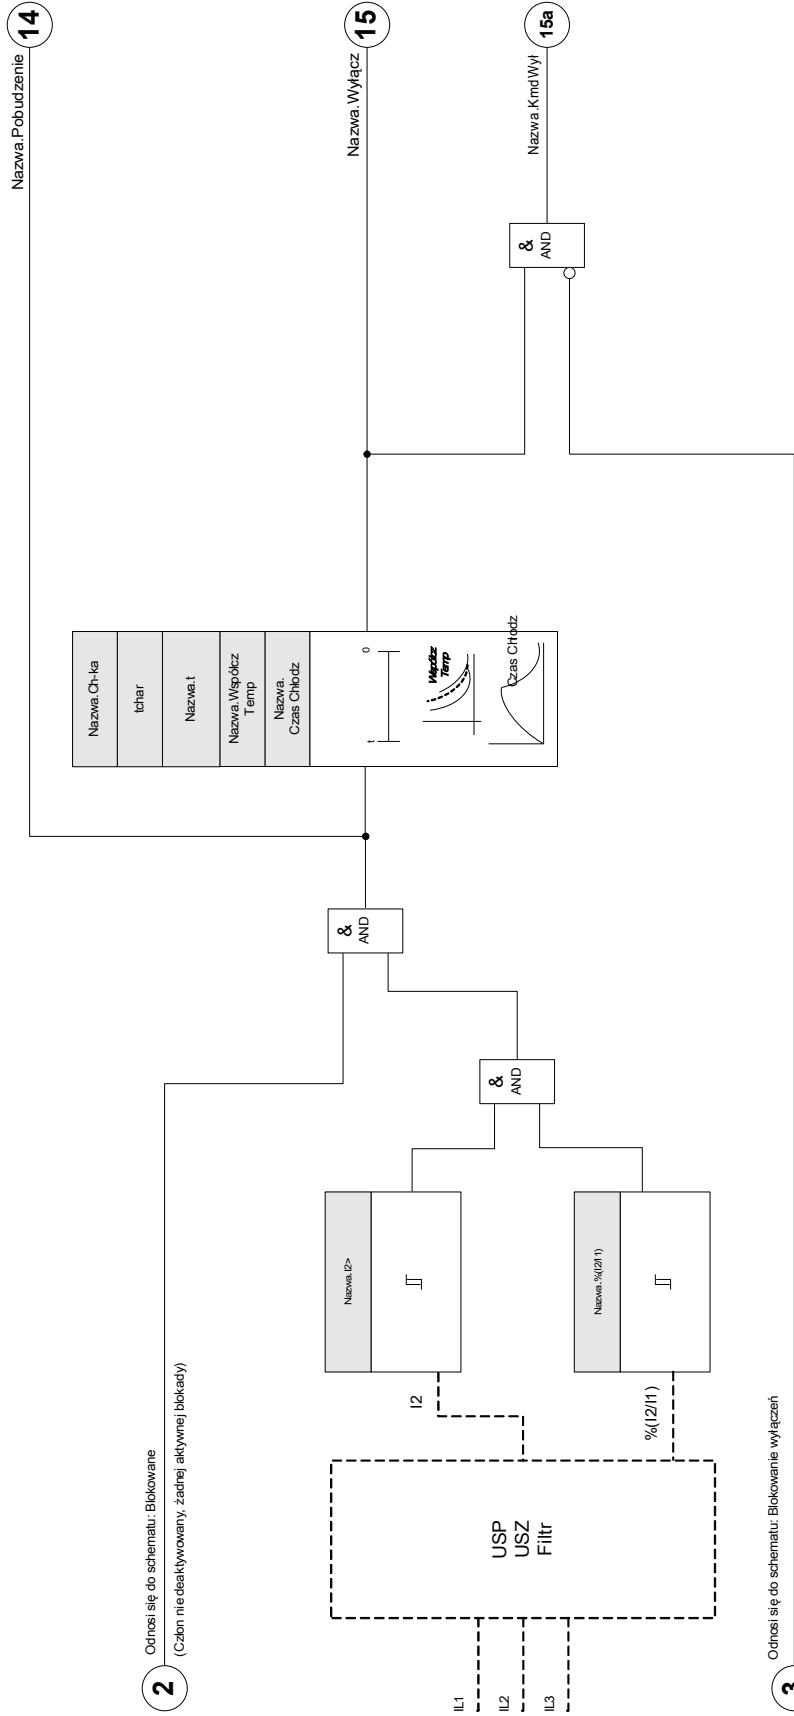 14
Nazwa.Pobudzenie
15
Nazwa.Wyłącz
15a
Nazwa.KmdWył
&
AND
Nazwa.Ch-ka
tchar
Nazwa.t
Nazwa.Współcz
Temp
Nazwa.
Czas Chłodz
t
0
Współcz
Temp
Czas Chłodz
&
AND
&
AND
Nazwa.I2>
Nazwa.%(I2/I1)
I2
%(I2/I1)
USP
USZ
Filtr
IL1
IL2
IL3
2
Odnosi się do schematu: Blokowane
(Człon nie deaktywowany, żadnej aktywnej blokady)
3
Odnosi się do schematu: Blokowanie wyłączeń